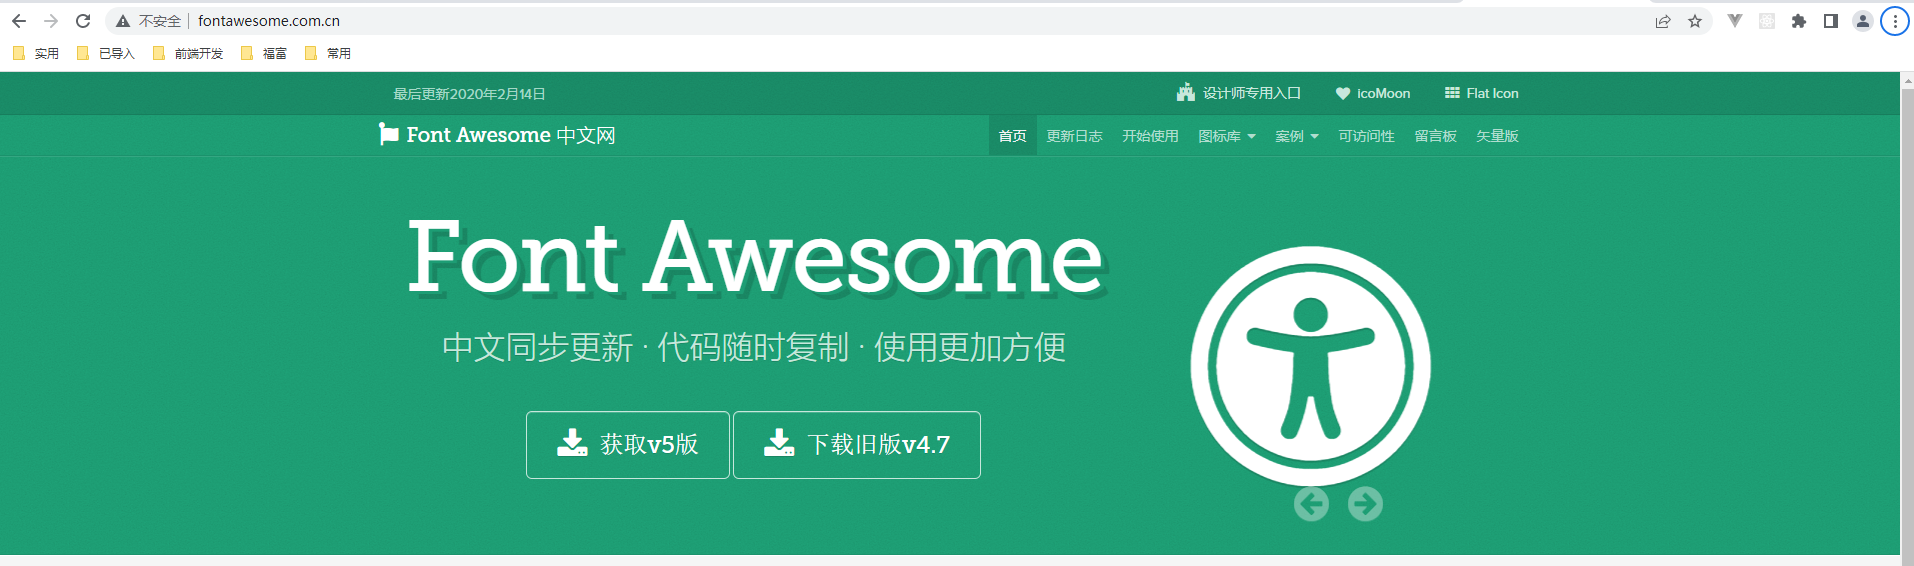 不安全 fontawesome.com.cn
实用 已导入 前端开发 福富 常用
最后更新2020年2月14日 设计师专用入口 icoMoon Flat Icon
Font Awesome 中文网 首页 更新日志 开始使用 图标库 案例 可访问性 留言板 矢量版
Font Awesome
中文同步更新 · 代码随时复制 · 使用更加方便
获取v5版 下载旧版v4.7